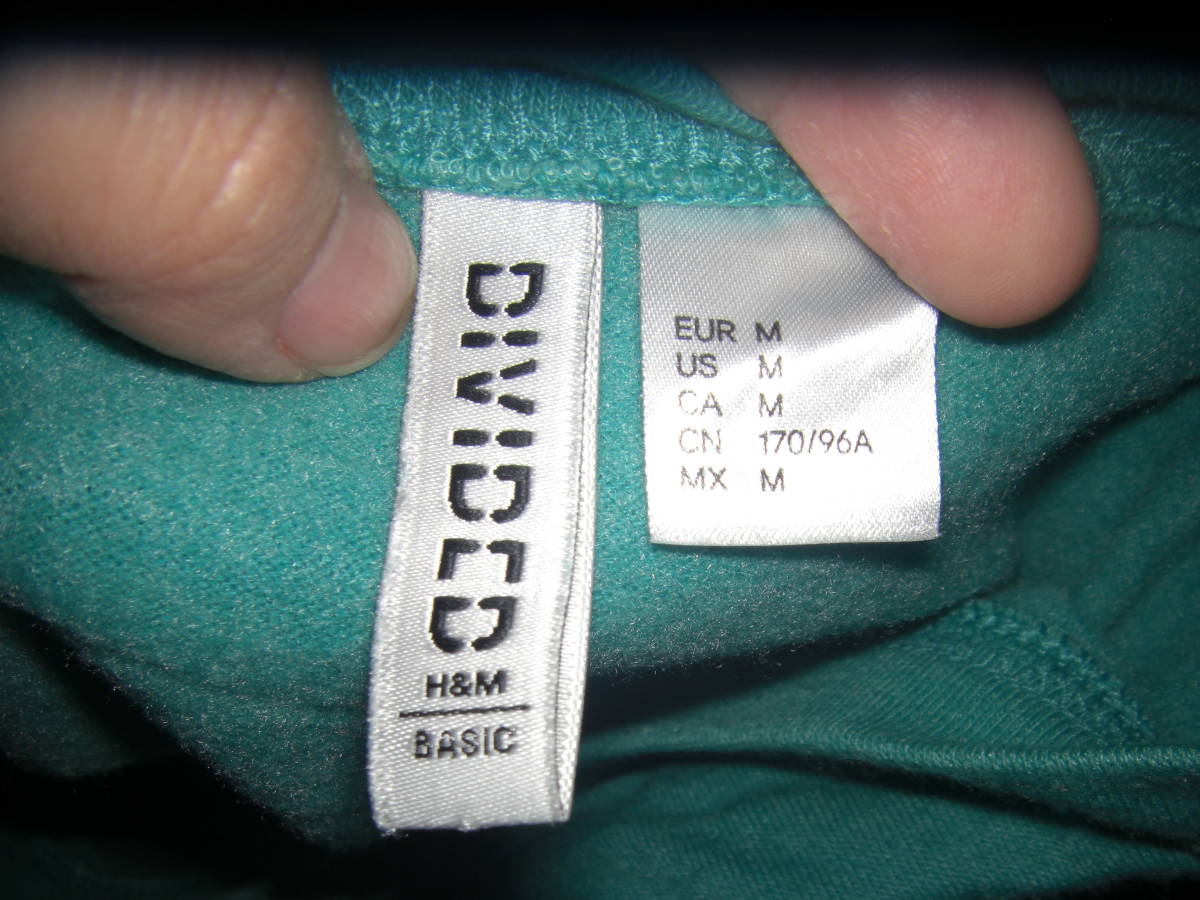 DIVIDED
H&M
BASIC
EUR M
US M
CA M
CN 170/96A
MX M